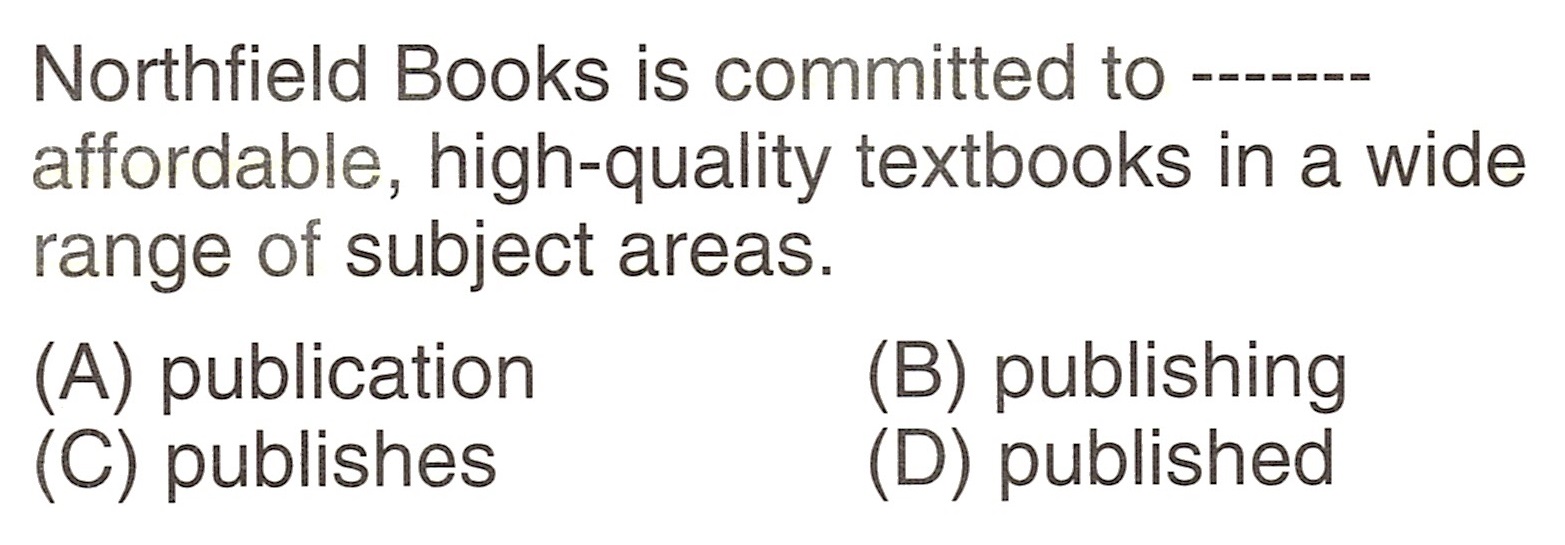 Northfield Books is committed to -------
affordable, high-quality textbooks in a wide
range of subject areas.
(A) publication (B) publishing
(C) publishes (D) published